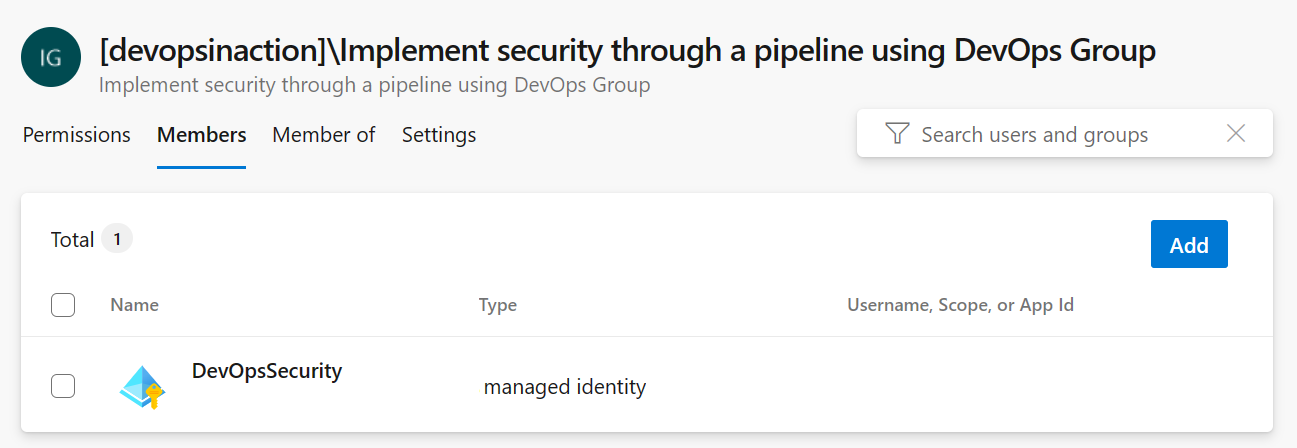 IG
[devopsinaction]\Implement security through a pipeline using DevOps Group
Implement security through a pipeline using DevOps Group
Permissions Members Member of Settings
Search users and groups
Total 1
Add
Name Type Username, Scope, or App Id
DevOpsSecurity
managed identity